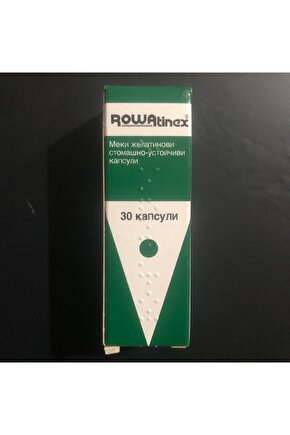 ROWAtinex®
Меки желатинови
стомашно-устойчиви
капсули
30 капсули